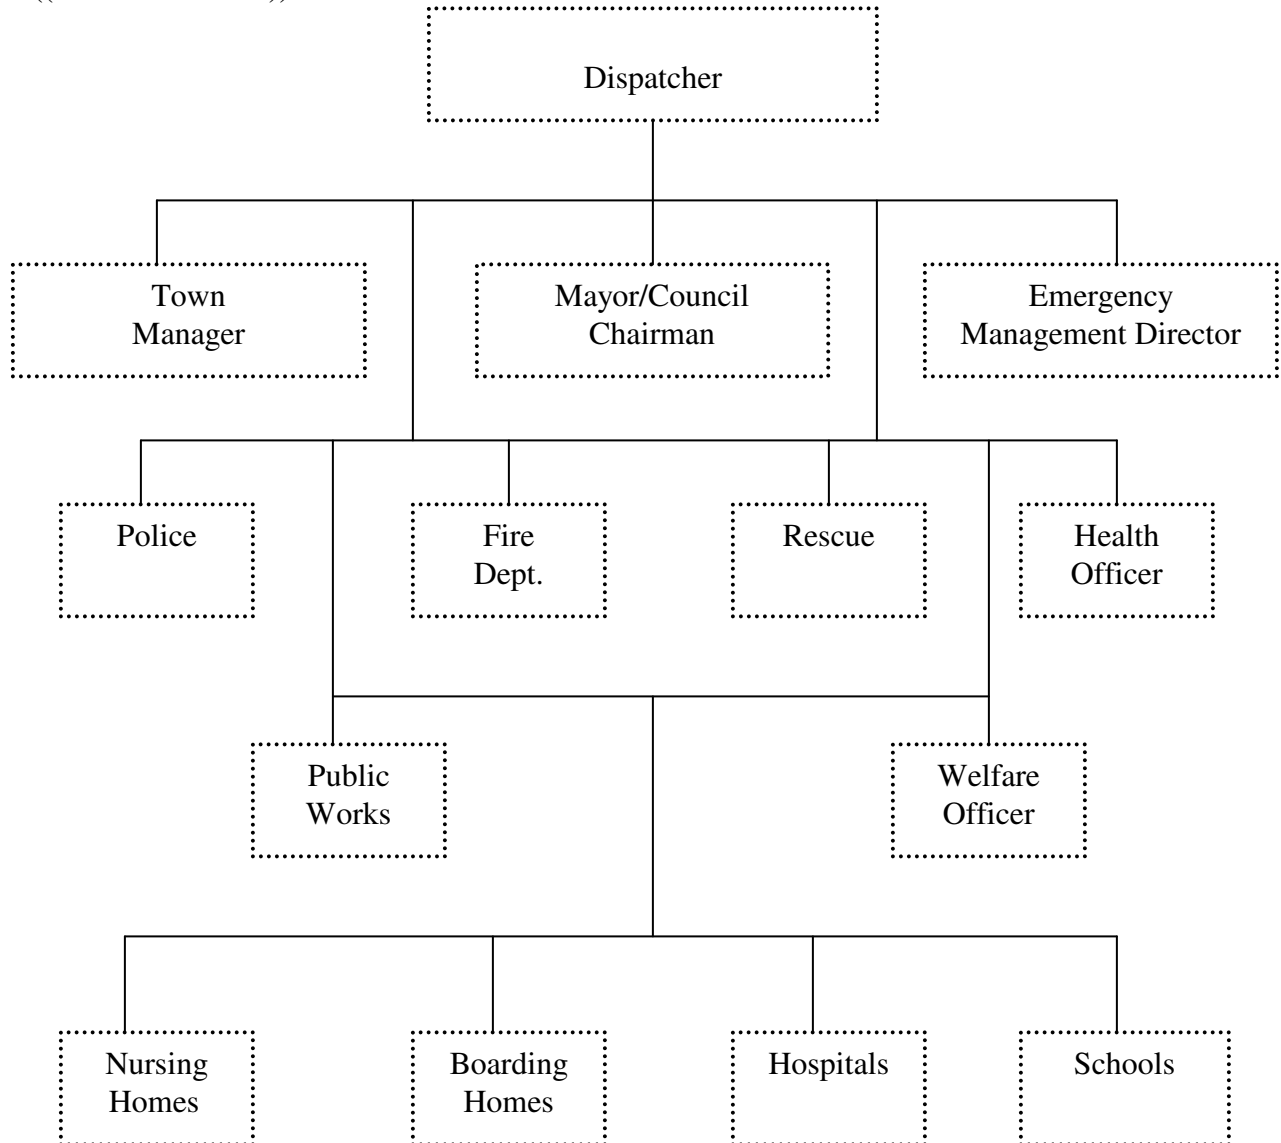 Dispatcher
Town
Manager
Mayor/Council
Chairman
Emergency
Management Director
Police
Fire
Dept.
Rescue
Health
Officer
Public
Works
Welfare
Officer
Nursing
Homes
Boarding
Homes
Hospitals
Schools